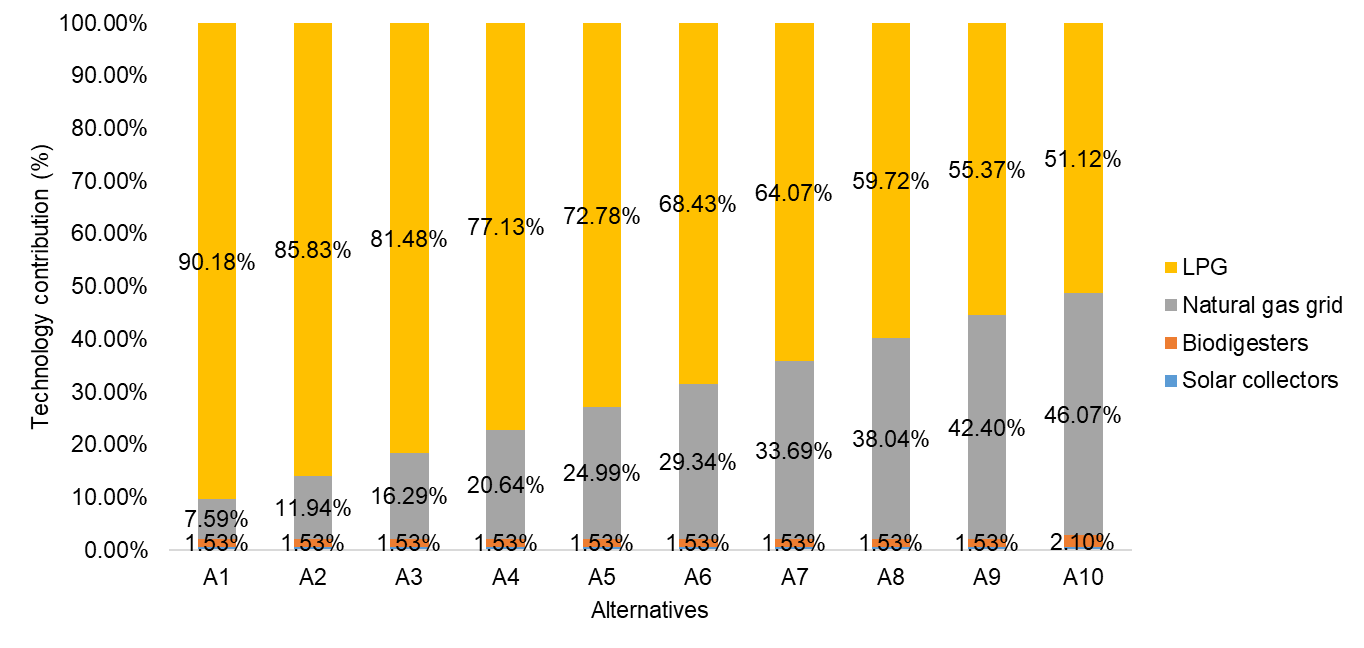 100.00%
90.00%
80.00%
70.00%
60.00%
50.00%
40.00%
30.00%
20.00%
10.00%
0.00%
Technology contribution (%)
90.18% 85.83% 81.48% 77.13% 72.78% 68.43% 64.07% 59.72% 55.37% 51.12%
7.59% 11.94% 16.29% 20.64% 24.99% 29.34% 33.69% 38.04% 42.40% 46.07%
1.53% 1.53% 1.53% 1.53% 1.53% 1.53% 1.53% 1.53% 1.53% 2.10%
A1 A2 A3 A4 A5 A6 A7 A8 A9 A10
Alternatives
LPG
Natural gas grid
Biodigesters
Solar collectors